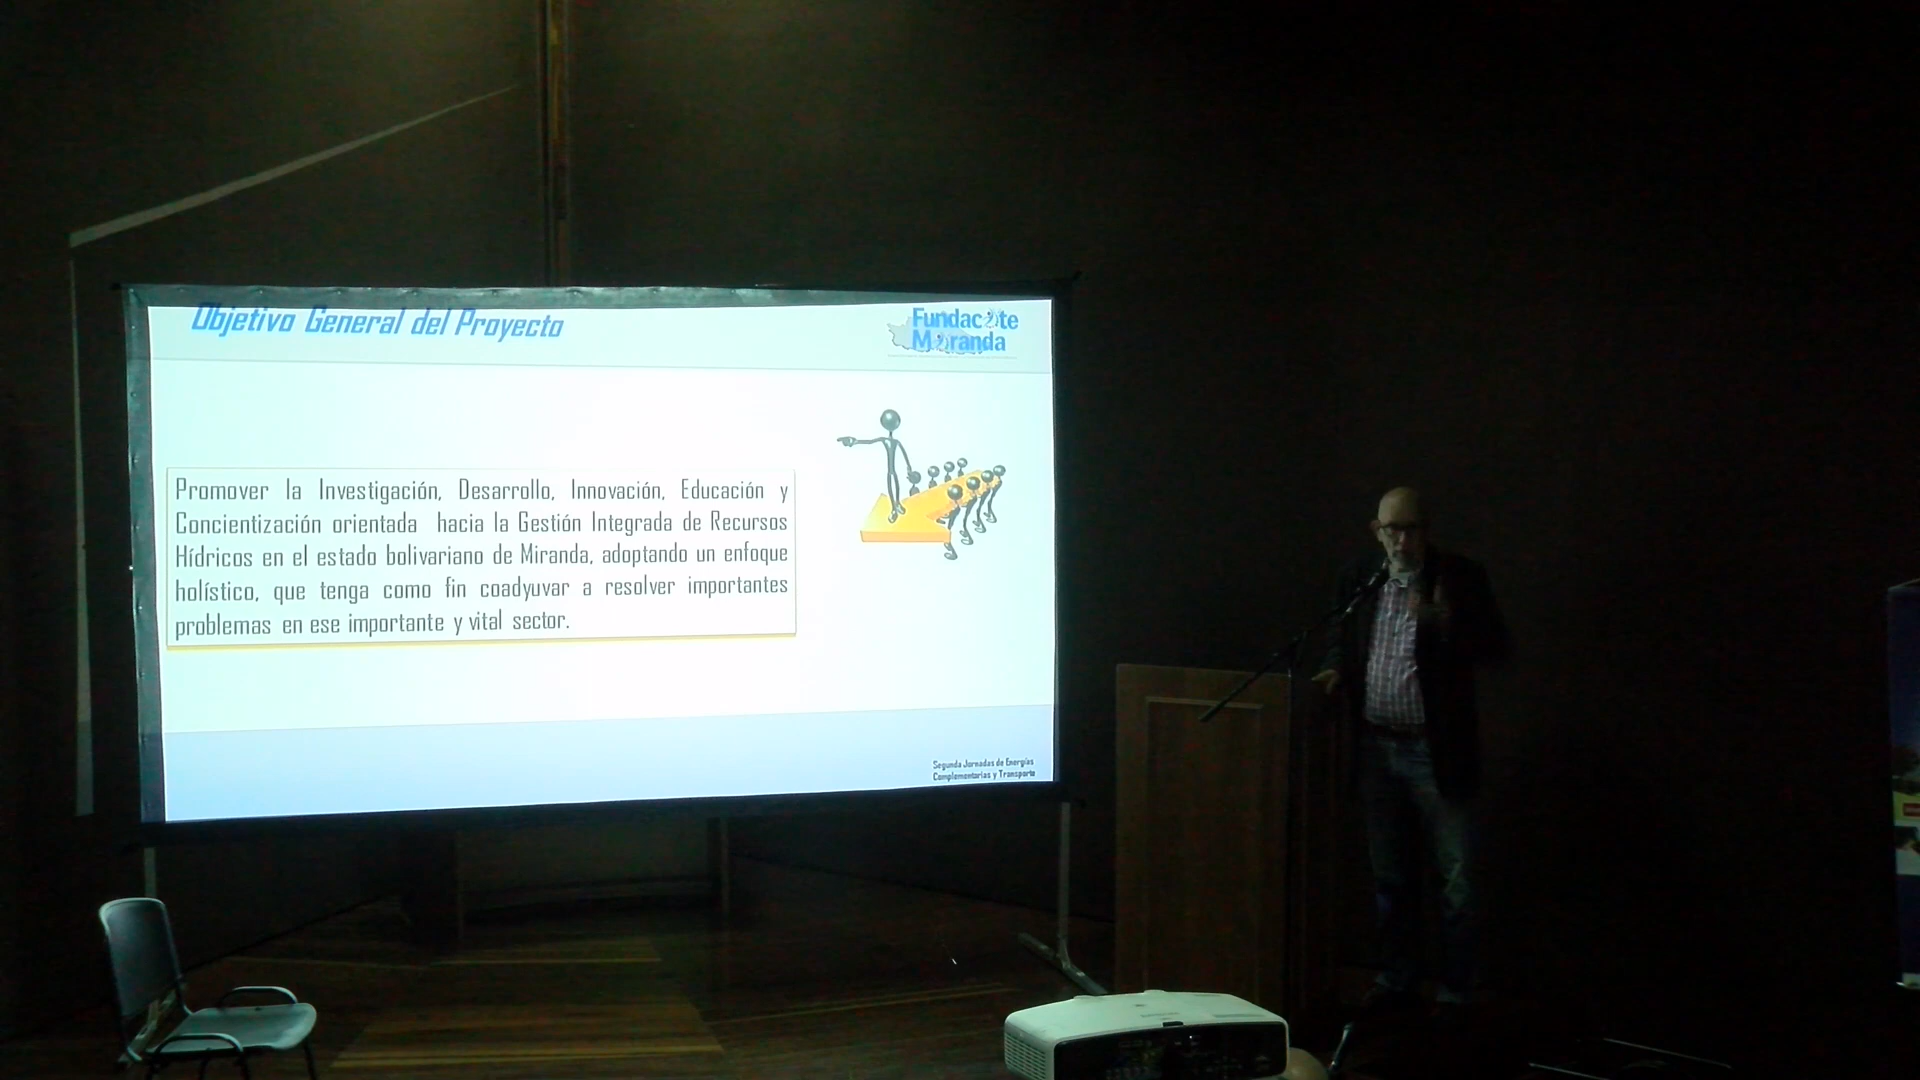 Objetivo General del Proyecto
Fundacite
Miranda
Promover la Investigación, Desarrollo, Innovación, Educación y
Concientización orientada hacia la Gestión Integrada de Recursos
Hídricos en el estado bolivariano de Miranda, adoptando un enfoque
holístico, que tenga como fin coadyuvar a resolver importantes
problemas en ese importante y vital sector.
Segunda Jornadas de Energías
Complementarias y Transporte